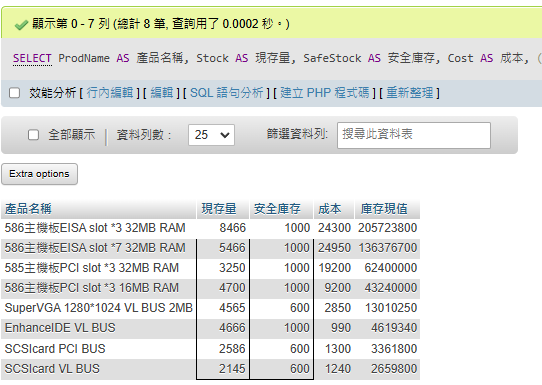 顯示第 0 - 7 列 (總計 8 筆, 查詢用了 0.0002 秒。)
SELECT ProdName AS 產品名稱, Stock AS 現存量, SafeStock AS 安全庫存, Cost AS 成本, (
效能分析 [ 行內編輯 ] [ 編輯 ] [ SQL 語句分析 ] [ 建立 PHP 程式碼 ] [ 重新整理 ]
全部顯示 | 資料列數： 25 篩選資料列: 搜尋此資料表
Extra options
產品名稱 現存量 安全庫存 成本 庫存現值
586主機板EISA slot *3 32MB RAM 8466 1000 24300 205723800
586主機板EISA slot *7 32MB RAM 5466 1000 24950 136376700
585主機板PCI slot *3 32MB RAM 3250 1000 19200 62400000
586主機板PCI slot *3 16MB RAM 4700 1000 9200 43240000
SuperVGA 1280*1024 VL BUS 2MB 4565 600 2850 13010250
EnhanceIDE VL BUS 4666 1000 990 4619340
SCSIcard PCI BUS 2586 600 1300 3361800
SCSIcard VL BUS 2145 600 1240 2659800